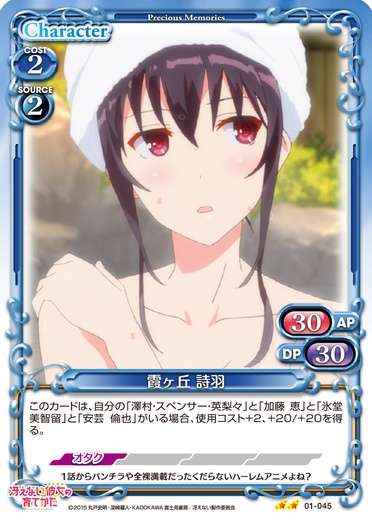 Precious Memories
Character
COST
2
SOURCE
2
30 AP
DP 30
霞ヶ丘 詩羽
このカードは、自分の「澤村・スペンサー・英梨々」と「加藤 恵」と「氷堂
美智留」と「安芸 倫也」がいる場合、使用コスト+2、+20/+20を得
る。
オタク
1話からパンチラや全裸満載だったくだらないハーレムアニメよね?
冴えない彼女の
育てかた
©2015 丸戸史明・深崎暮人・KADOKAWA 富士見書房/冴えない製作委員会
01-045